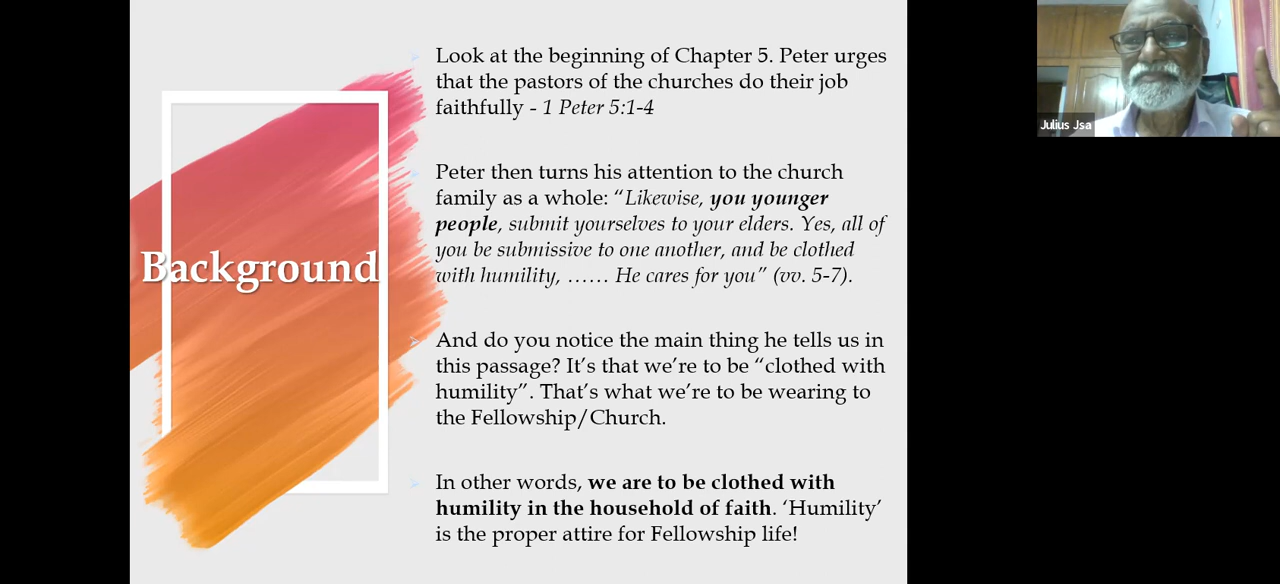 Background
Look at the beginning of Chapter 5. Peter urges
that the pastors of the churches do their job
faithfully - 1 Peter 5:1-4
Peter then turns his attention to the church
family as a whole: “Likewise, you younger
people, submit yourselves to your elders. Yes, all of
you be submissive to one another, and be clothed
with humility, …… He cares for you” (vv. 5-7).
And do you notice the main thing he tells us in
this passage? It’s that we’re to be “clothed with
humility”. That’s what we’re to be wearing to
the Fellowship/Church.
In other words, we are to be clothed with
humility in the household of faith. ‘Humility’
is the proper attire for Fellowship life!
Julius Jsa